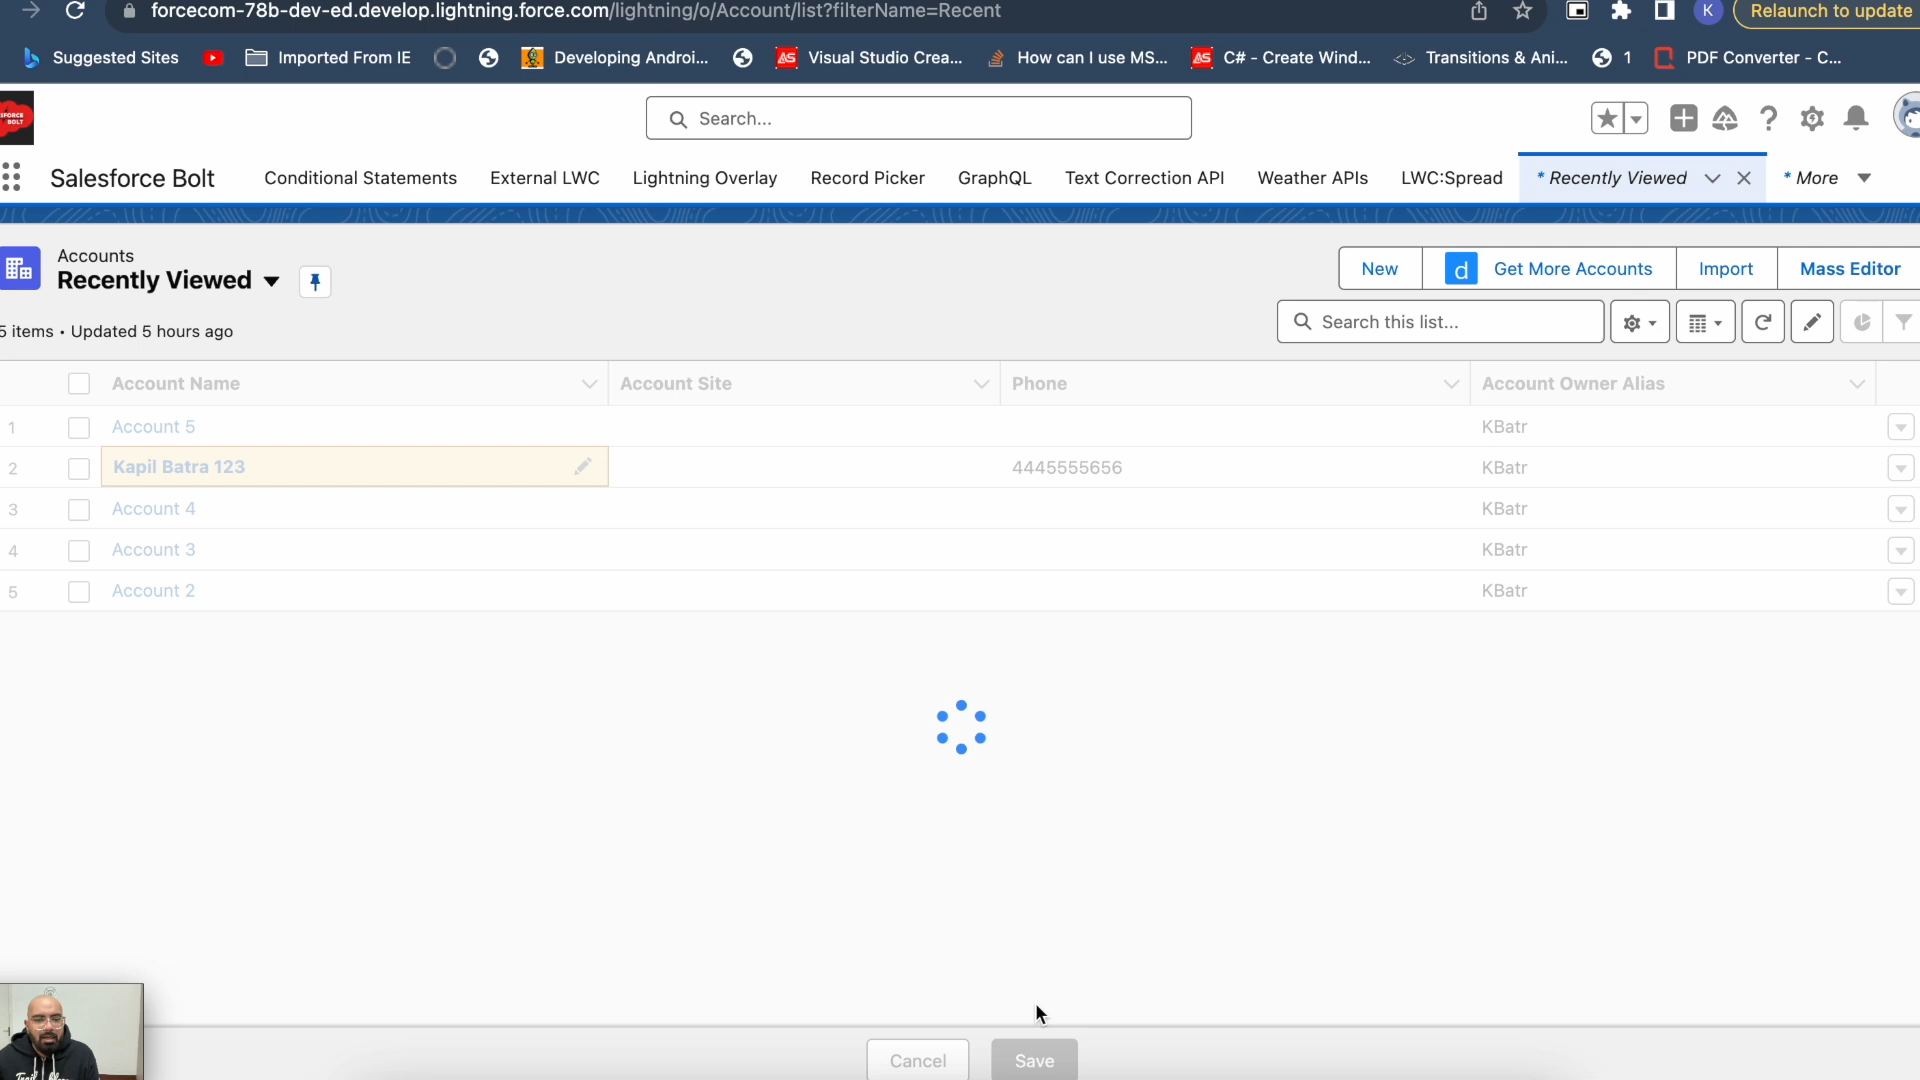 forcecom-78b-dev-ed.develop.lightning.force.com/lightning/o/Account/list?filterName=Recent
K
Relaunch to update
Suggested Sites
Imported From IE
Developing Androi...
Visual Studio Crea...
How can I use MS...
C# - Create Wind...
Transitions & Ani...
1
PDF Converter - C...
Search...
Salesforce Bolt
Conditional Statements
External LWC
Lightning Overlay
Record Picker
GraphQL
Text Correction API
Weather APIs
LWC:Spread
* Recently Viewed
* More
Accounts
Recently Viewed
New
d
Get More Accounts
Import
Mass Editor
5 items • Updated 5 hours ago
Search this list...
Account Name
Account Site
Phone
Account Owner Alias
1
Account 5
KBatr
2
Kapil Batra 123
4445555656
KBatr
3
Account 4
KBatr
4
Account 3
KBatr
5
Account 2
KBatr
Cancel
Save